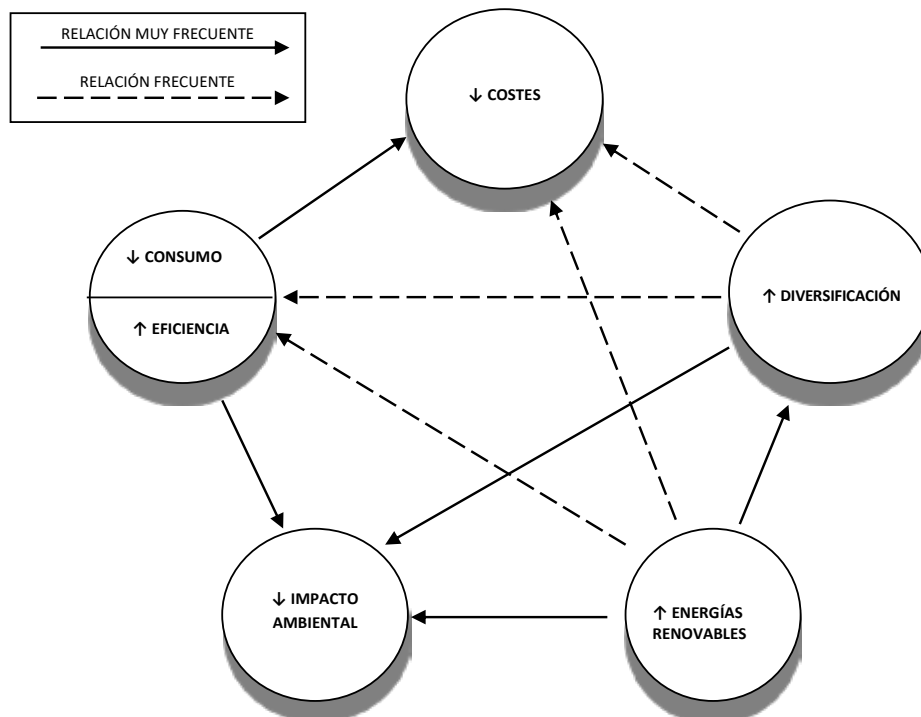 RELACIÓN MUY FRECUENTE
RELACIÓN FRECUENTE
↓ COSTES
↓ CONSUMO
↑ EFICIENCIA
↑ DIVERSIFICACIÓN
↓ IMPACTO
AMBIENTAL
↑ ENERGÍAS
RENOVABLES